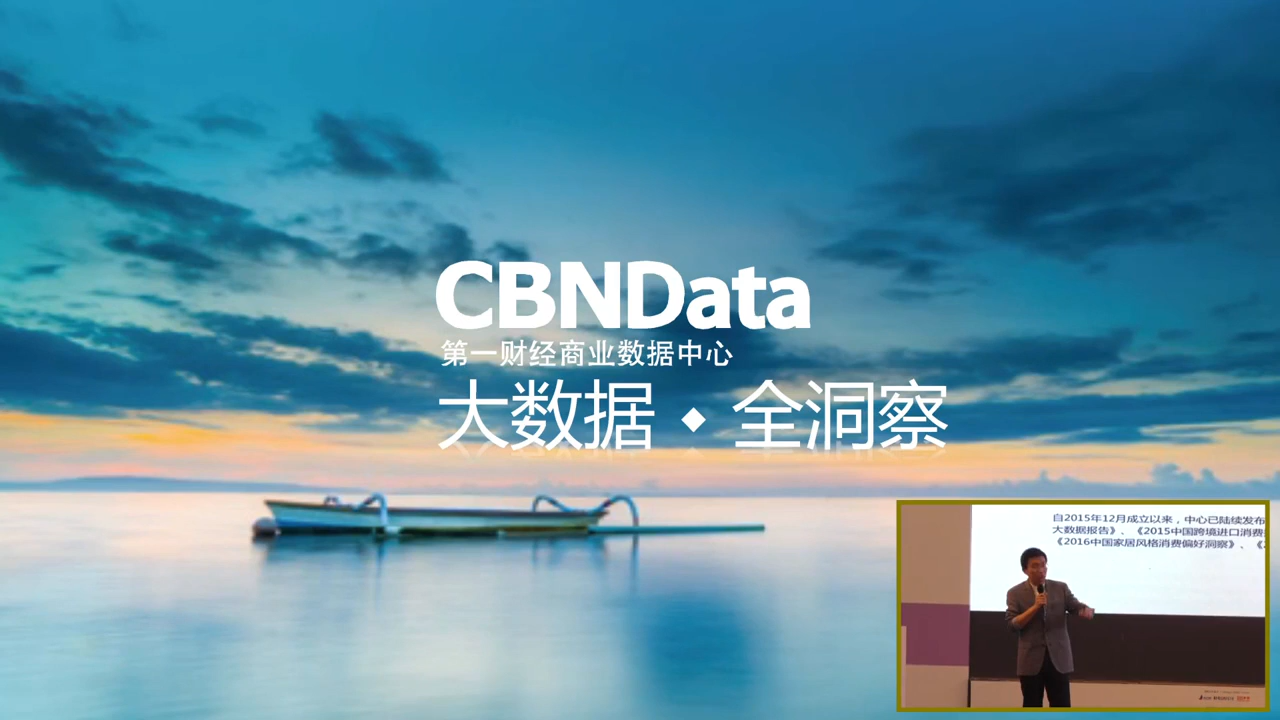 CBNData
第一财经商业数据中心
大数据·全洞察
自2015年12月成立以来，中心已陆续发布
大数据报告》、《2015中国跨境进口消费
《2016中国家居风格消费偏好洞察》、《